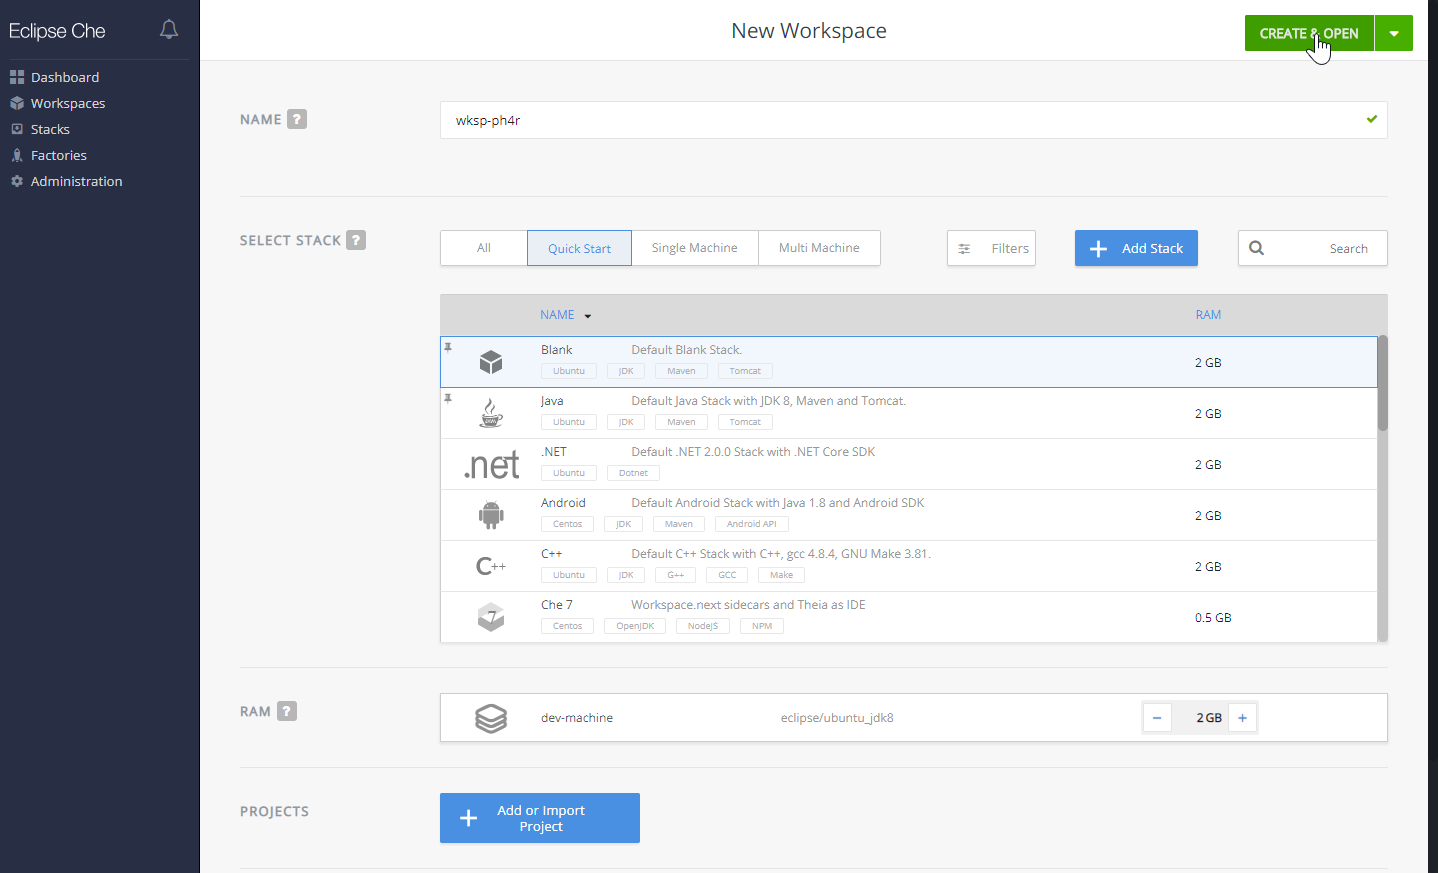 Eclipse Che
New Workspace
CREATE & OPEN
Dashboard
Workspaces
Stacks
Factories
Administration
NAME ?
wksp-ph4r
SELECT STACK ?
All
Quick Start
Single Machine
Multi Machine
Filters
Add Stack
Search
NAME
RAM
Blank
Default Blank Stack.
2 GB
Ubuntu
JDK
Maven
Tomcat
Java
Default Java Stack with JDK 8, Maven and Tomcat.
2 GB
Ubuntu
JDK
Maven
Tomcat
.net
.NET
Default .NET 2.0.0 Stack with .NET Core SDK
2 GB
Ubuntu
Dotnet
Android
Default Android Stack with Java 1.8 and Android SDK
2 GB
Centos
JDK
Maven
Android API
C++
C++
Default C++ Stack with C++, gcc 4.8.4, GNU Make 3.81.
2 GB
Ubuntu
JDK
G++
GCC
Make
7
Che 7
Workspace.next sidecars and Theia as IDE
0.5 GB
Centos
OpenJDK
NodeJS
NPM
RAM ?
dev-machine
eclipse/ubuntu_jdk8
2 GB
PROJECTS
Add or Import
Project